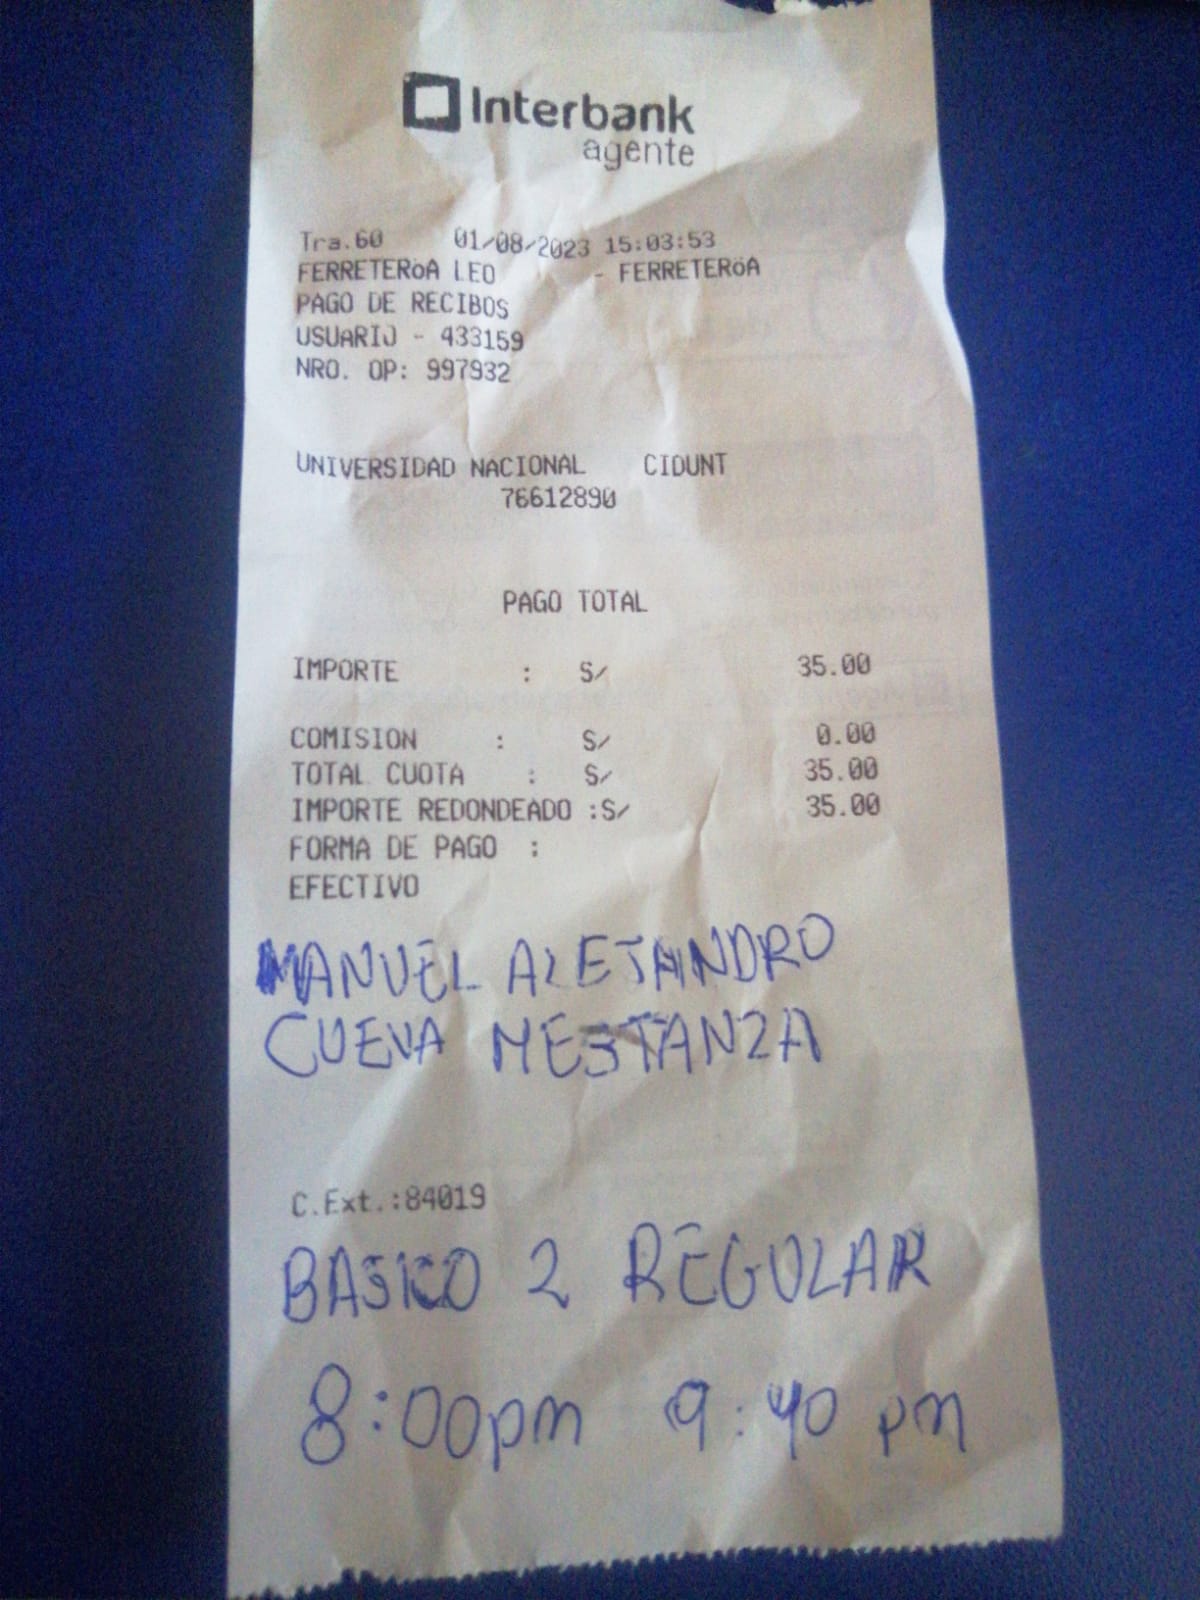 Interbank
agente
Tra.60 01/08/2023 15:03:53
FERRETERöA LEO - FERRETERöA
PAGO DE RECIBOS
USUARIO - 433159
NRO. OP: 997932
UNIVERSIDAD NACIONAL CIDUNT
76612890
PAGO TOTAL
IMPORTE : S/ 35.00
COMISION : S/ 0.00
TOTAL CUOTA : S/ 35.00
IMPORTE REDONDEADO :S/ 35.00
FORMA DE PAGO :
EFECTIVO
MANUEL ALEJANDRO
CUEVA MESTANZA
C.Ext.:84019
BASICO 2 REGULAR
8:00pm 9:40 pm